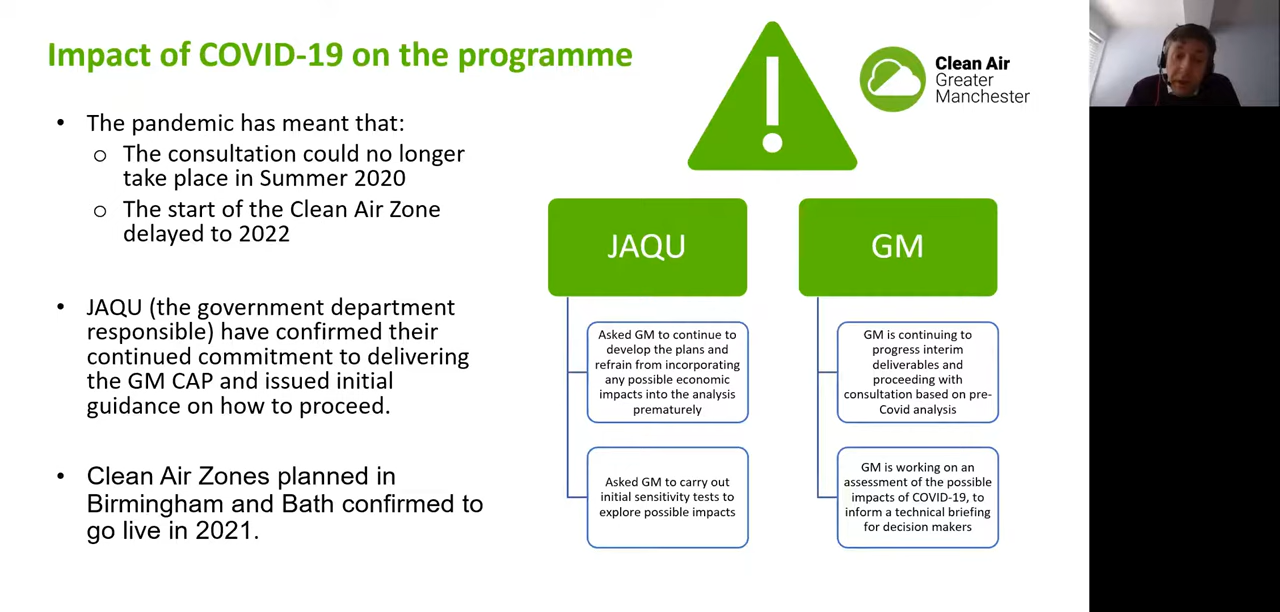 Impact of COVID-19 on the programme
Clean Air
Greater
Manchester
• The pandemic has meant that:
o The consultation could no longer
take place in Summer 2020
o The start of the Clean Air Zone
delayed to 2022
• JAQU (the government department
responsible) have confirmed their
continued commitment to delivering
the GM CAP and issued initial
guidance on how to proceed.
• Clean Air Zones planned in
Birmingham and Bath confirmed to
go live in 2021.
!
JAQU
Asked GM to continue to
develop the plans and
refrain from incorporating
any possible economic
impacts into the analysis
prematurely
Asked GM to carry out
initial sensitivity tests to
explore possible impacts
GM
GM is continuing to
progress interim
deliverables and
proceeding with
consultation based on pre-
Covid analysis
GM is working on an
assessment of the possible
impacts of COVID-19, to
inform a technical briefing
for decision makers